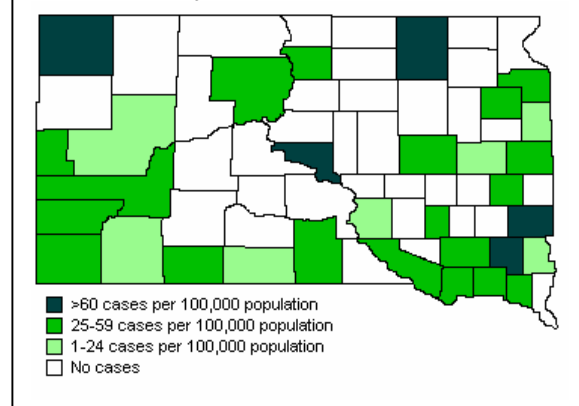 >60 cases per 100,000 population
25-59 cases per 100,000 population
1-24 cases per 100,000 population
No cases